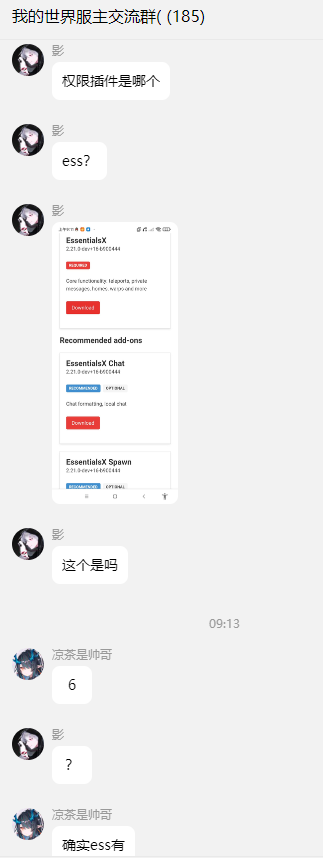 我的世界服主交流群( (185)
影
权限插件是哪个
影
ess?
影
EssentialsX
2.21.0-dev+16-b900444
REQUIRED
Core functionality: teleports, private
messages, homes, warps and more
Download
Recommended add-ons
EssentialsX Chat
2.21.0-dev+16-b900444
RECOMMENDED OPTIONAL
Chat formatting, local chat
Download
EssentialsX Spawn
2.21.0-dev+16-b900444
RECOMMENDED OPTIONAL
影
这个是吗
09:13
凉茶是帅哥
6
影
？
凉茶是帅哥
确实ess有